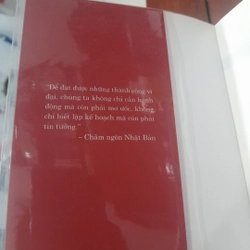 "Để đạt được những thành công vĩ
đại, chúng ta không chỉ cần hành
động mà còn phải mơ ước, không
chỉ biết lập kế hoạch mà còn phải
tin tưởng."
– Châm ngôn Nhật Bản